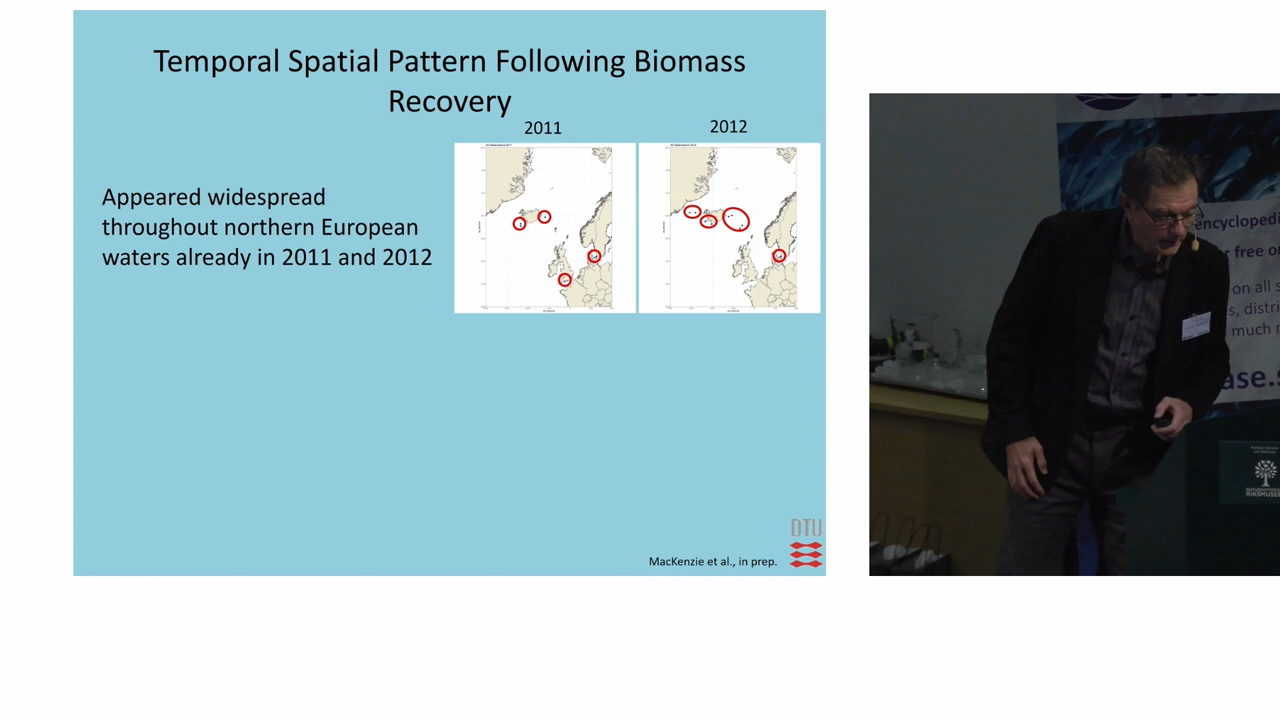 Temporal Spatial Pattern Following Biomass
Recovery
2011
2012
Appeared widespread
throughout northern European
waters already in 2011 and 2012
MacKenzie et al., in prep.
DTU
encyclopedi
r free o
on all s
s, distri
much
ase.s
RIKSMUSE